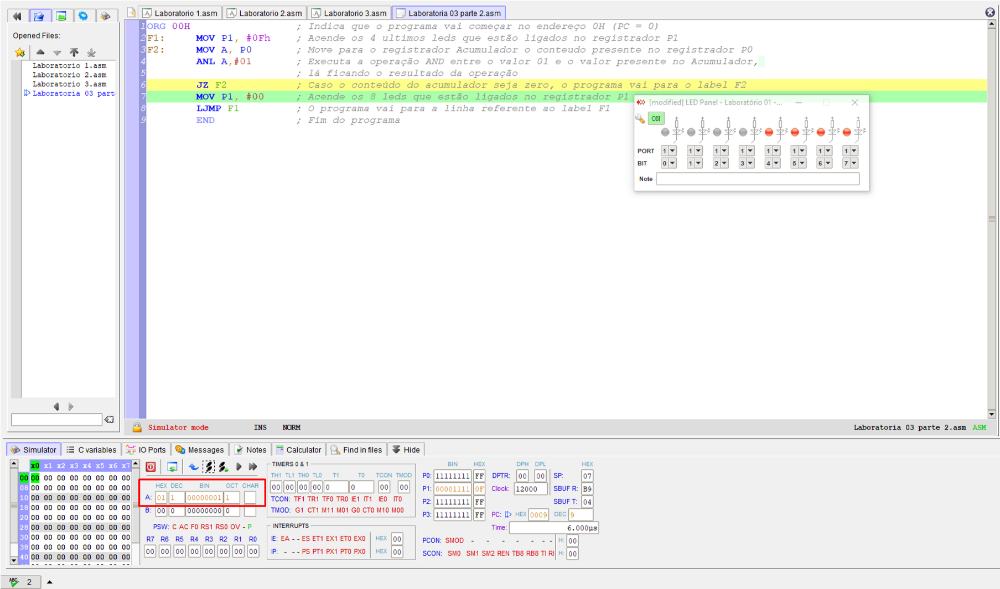 Laboratorio 1.asm
Laboratorio 2.asm
Laboratorio 3.asm
Laboratoria 03 parte 2.asm
Opened Files:
Laboratorio 1.asm
Laboratorio 2.asm
Laboratorio 3.asm
Laboratoria 03 part
1 ORG 00H ; Indica que o programa vai começar no endereço 0H (PC = 0)
2 F1: MOV P1, #0Fh ; Acende os 4 ultimos leds que estão ligados no registrador P1
3 F2: MOV A, P0 ; Move para o registrador Acumulador o conteudo presente no registrador P0
4 ANL A,#01 ; Executa a operação AND entre o valor 01 e o valor presente no Acumulador,
5 ; lá ficando o resultado da operação
6 JZ F2 ; Caso o conteúdo do acumulador seja zero, o programa vai para o label F2
7 MOV P1, #00 ; Acende os 8 leds que estão ligados no registrador P1
8 LJMP F1 ; O programa vai para a linha referente ao label F1
9 END ; Fim do programa
[modified] LED Panel - Laboratório 01 -...
ON
PORT 1 1 1 1 1 1 1 1
BIT 0 1 2 3 4 5 6 7
Note
Simulator mode INS NORM Laboratoria 03 parte 2.asm ASM
Simulator C variables IO Ports Messages Notes Calculator Find in files Hide
x0 x1 x2 x3 x4 x5 x6 x7
00 00 00 00 00 00 00 00 00
08 00 00 00 00 00 00 00 00
10 00 00 00 00 00 00 00 00
18 00 00 00 00 00 00 00 00
20 00 00 00 00 00 00 00 00
28 00 00 00 00 00 00 00 00
30 00 00 00 00 00 00 00 00
38 00 00 00 00 00 00 00 00
40 00 00 00 00 00 00 00 00
HEX DEC BIN OCT CHAR
A: 01 1 00000001 1
B: 00 0 00000000 0
PSW: C AC F0 RS1 RS0 OV - P
R7 R6 R5 R4 R3 R2 R1 R0
00 00 00 00 00 00 00 00
TIMERS 0 & 1
TH1 TL1 TH0 TL0 T1 T0 TCON TMOD
00 00 00 00 0 0 00 00
TCON: TF1 TR1 TF0 TR0 IE1 IT1 IE0 IT0
TMOD: G1 CT1 M11 M01 G0 CT0 M10 M00
INTERRUPTS
IE: EA - - ES ET1 EX1 ET0 EX0 HEX 00
IP: - - - PS PT1 PX1 PT0 PX0 HEX 00
BIN HEX
P0: 11111111 FF
P1: 00001111 0F
P2: 11111111 FF
P3: 11111111 FF
DPH DPL HEX
DPTR: 00 00 SP: 07
Clock: 12000 SBUF R: B9
SBUF T: 04
PC: HEX 0009 DEC 9
Time: 6.000µs
PCON: SMOD - - - - - - - H: 00
SCON: SM0 SM1 SM2 REN TB8 RB8 TI RI H: 00
ABC 2